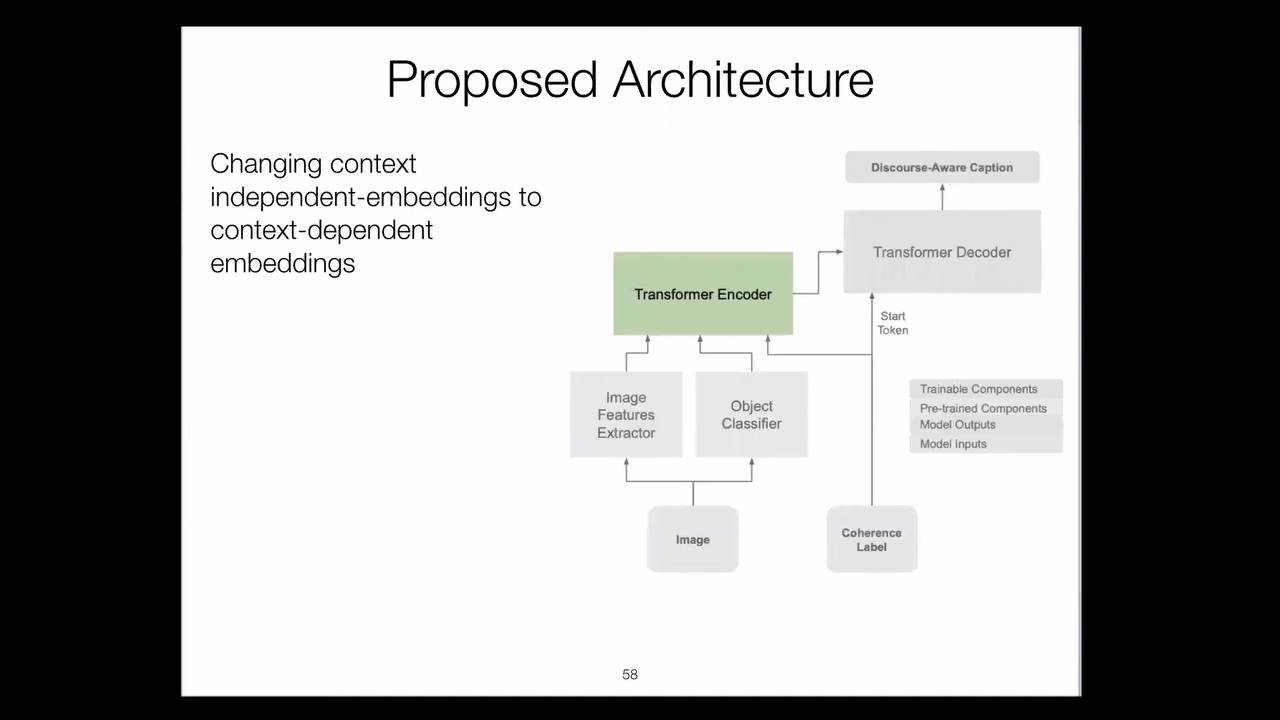 Proposed Architecture
Changing context
independent-embeddings to
context-dependent
embeddings
Discourse-Aware Caption
Transformer Decoder
Transformer Encoder
Start
Token
Image
Features
Extractor
Object
Classifier
Trainable Components
Pre-trained Components
Model Outputs
Model Inputs
Image
Coherence
Label
58